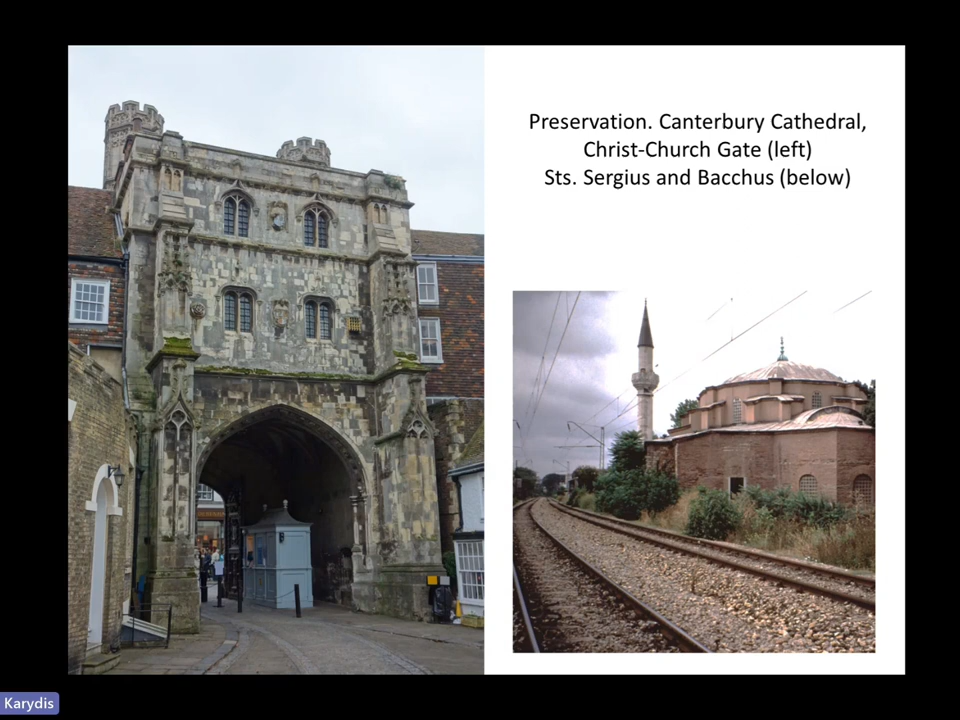 Preservation. Canterbury Cathedral,
Christ-Church Gate (left)
Sts. Sergius and Bacchus (below)
Karydis